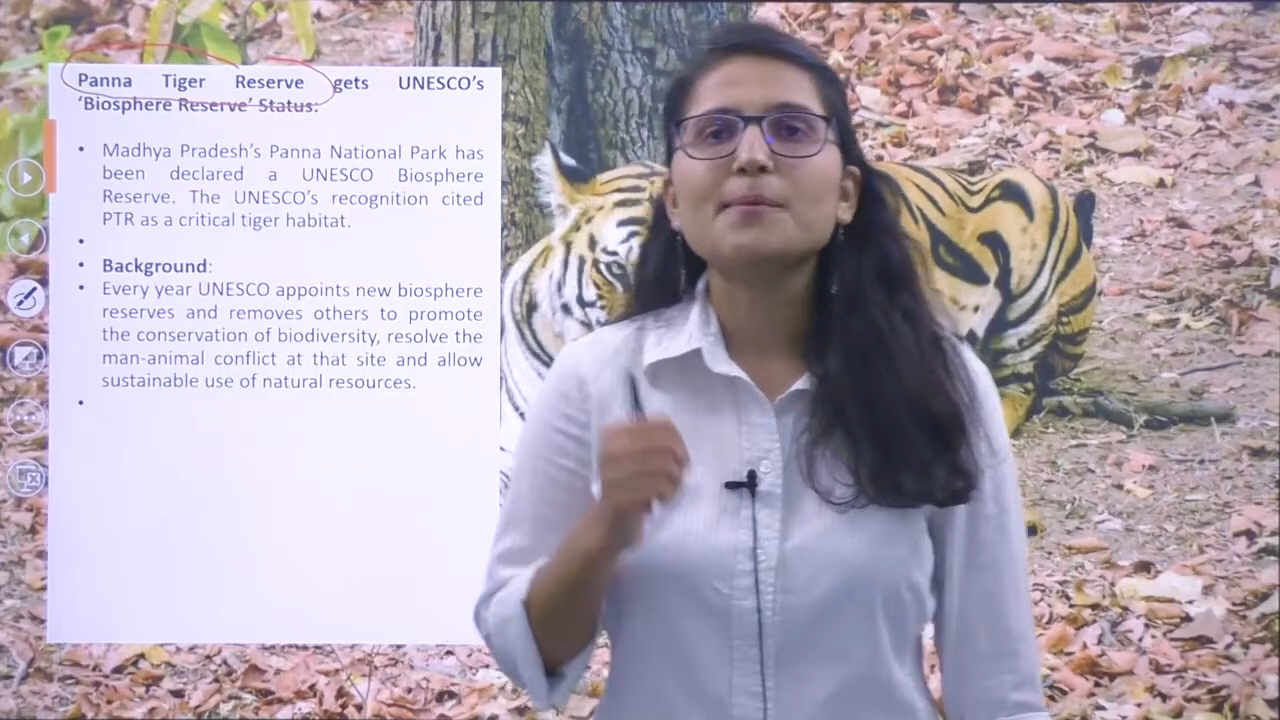 Panna Tiger Reserve gets UNESCO's
'Biosphere Reserve' Status:
• Madhya Pradesh's Panna National Park has
been declared a UNESCO Biosphere
Reserve. The UNESCO's recognition cited
PTR as a critical tiger habitat.
•
• Background:
• Every year UNESCO appoints new biosphere
reserves and removes others to promote
the conservation of biodiversity, resolve the
man-animal conflict at that site and allow
sustainable use of natural resources.
•